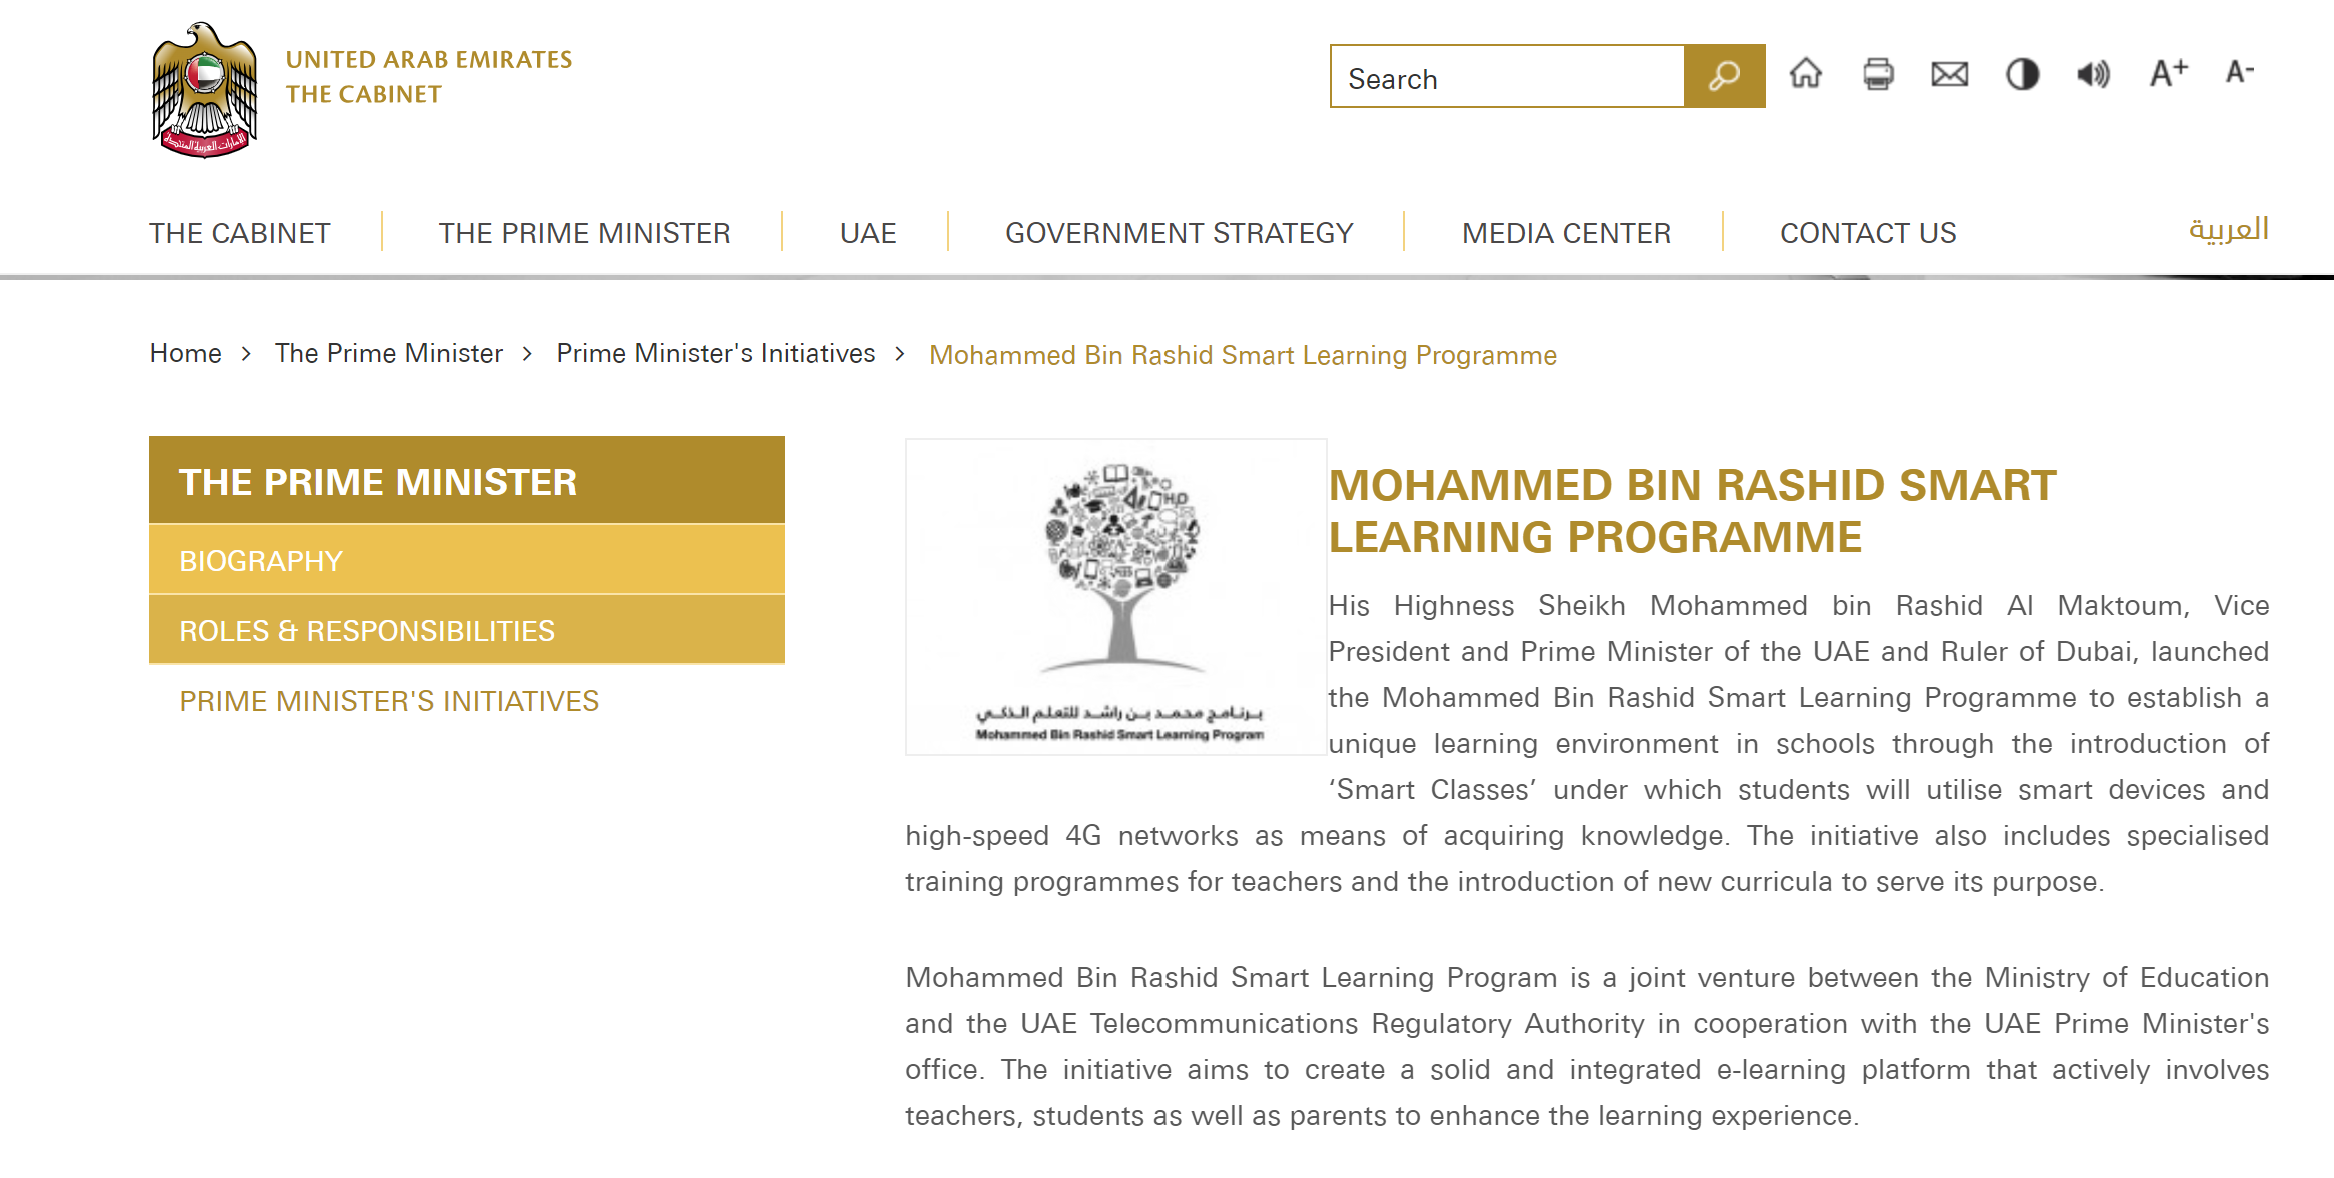 UNITED ARAB EMIRATES
THE CABINET
الامارات العربية المتحدة
Search
A+
A-
THE CABINET
THE PRIME MINISTER
UAE
GOVERNMENT STRATEGY
MEDIA CENTER
CONTACT US
العربية
Home > The Prime Minister > Prime Minister's Initiatives > Mohammed Bin Rashid Smart Learning Programme
THE PRIME MINISTER
BIOGRAPHY
ROLES & RESPONSIBILITIES
PRIME MINISTER'S INITIATIVES
H₂O
برنامج محمد بن راشد للتعلم الذكي
Mohammed Bin Rashid Smart Learning Program
MOHAMMED BIN RASHID SMART
LEARNING PROGRAMME
His Highness Sheikh Mohammed bin Rashid Al Maktoum, Vice
President and Prime Minister of the UAE and Ruler of Dubai, launched
the Mohammed Bin Rashid Smart Learning Programme to establish a
unique learning environment in schools through the introduction of
‘Smart Classes’ under which students will utilise smart devices and
high-speed 4G networks as means of acquiring knowledge. The initiative also includes specialised
training programmes for teachers and the introduction of new curricula to serve its purpose.
Mohammed Bin Rashid Smart Learning Program is a joint venture between the Ministry of Education
and the UAE Telecommunications Regulatory Authority in cooperation with the UAE Prime Minister's
office. The initiative aims to create a solid and integrated e-learning platform that actively involves
teachers, students as well as parents to enhance the learning experience.